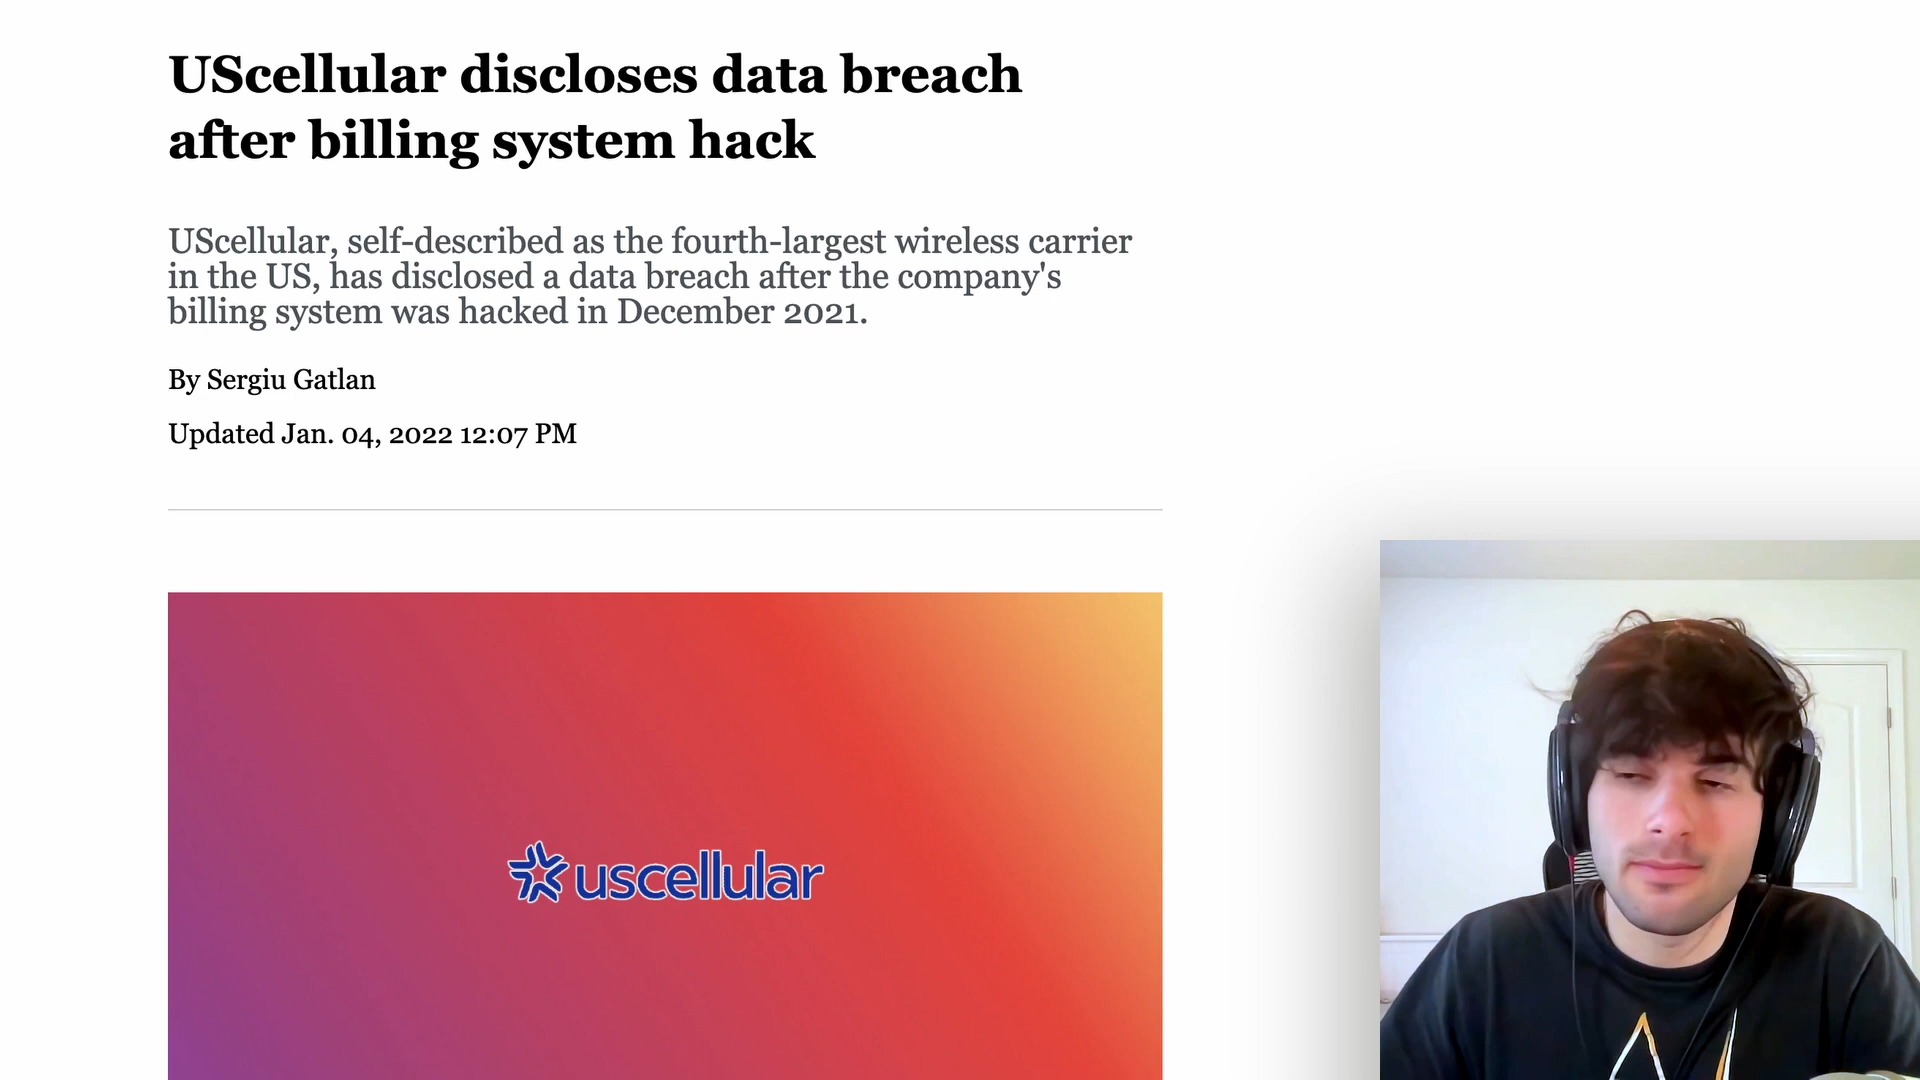 UScellular discloses data breach
after billing system hack
UScellular, self-described as the fourth-largest wireless carrier
in the US, has disclosed a data breach after the company's
billing system was hacked in December 2021.
By Sergiu Gatlan
Updated Jan. 04, 2022 12:07 PM
uscellular